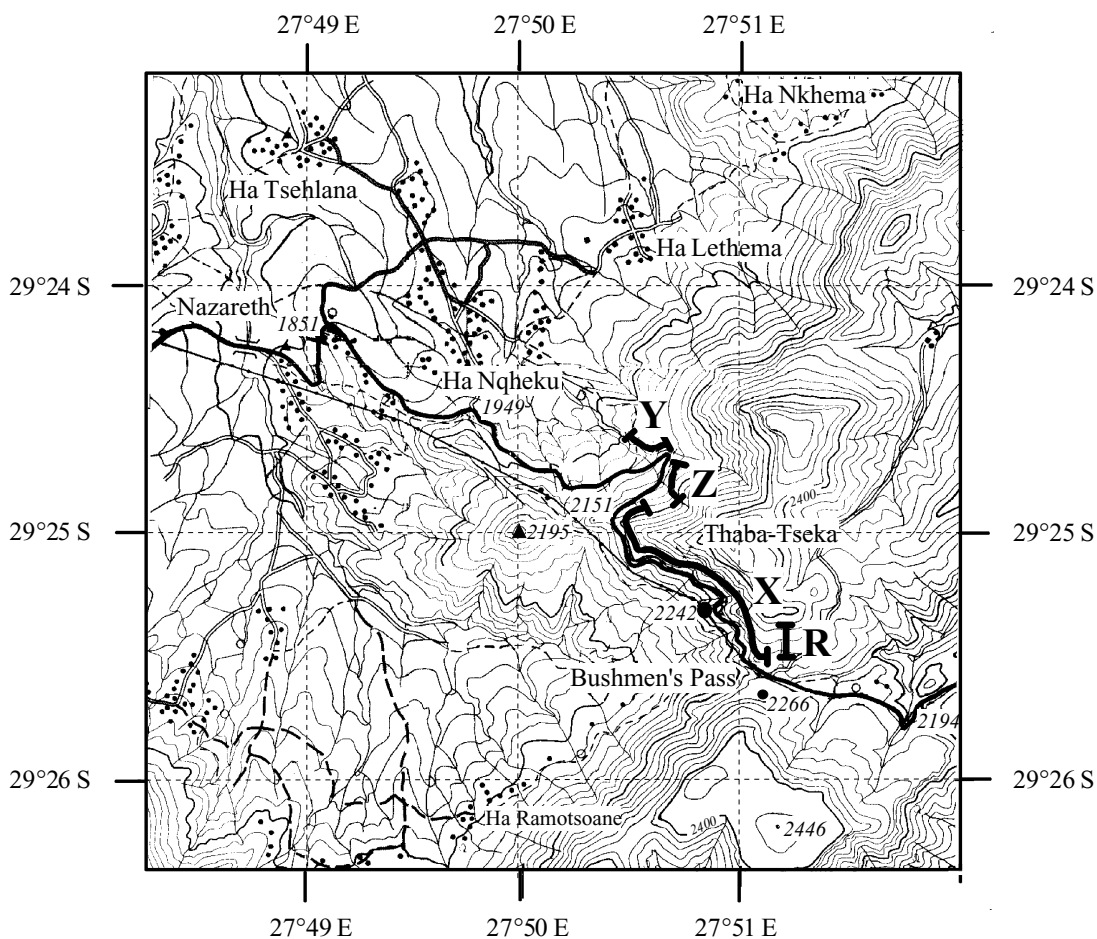 27°49 E
27°50 E
27°51 E
Ha Nkhema
Ha Tsehlana
Ha Lethema
29°24 S
29°24 S
Nazareth
1851
Ha Nqheku
1949
Y
Z
2400
2151
29°25 S
2195
Thaba-Tseka
29°25 S
X
2242
R
Bushmen's Pass
2266
2194
29°26 S
29°26 S
Ha Ramotsoane
2400
2446
27°49 E
27°50 E
27°51 E